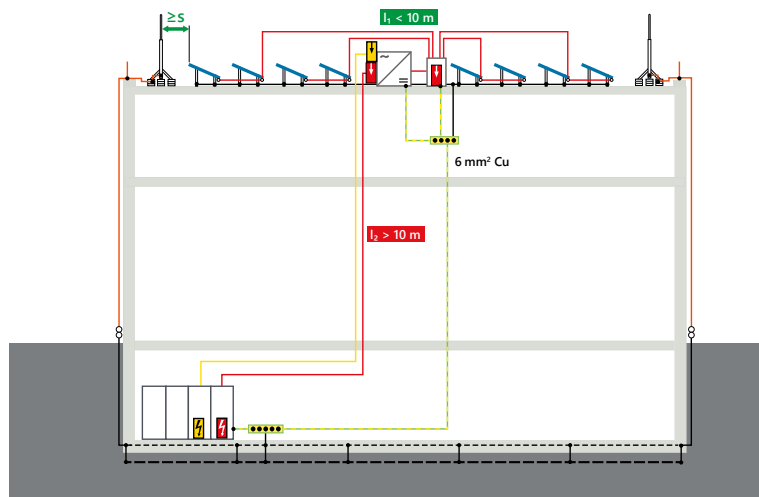 ≥s
l₁ < 10 m
~
=
6 mm² Cu
l₂ > 10 m